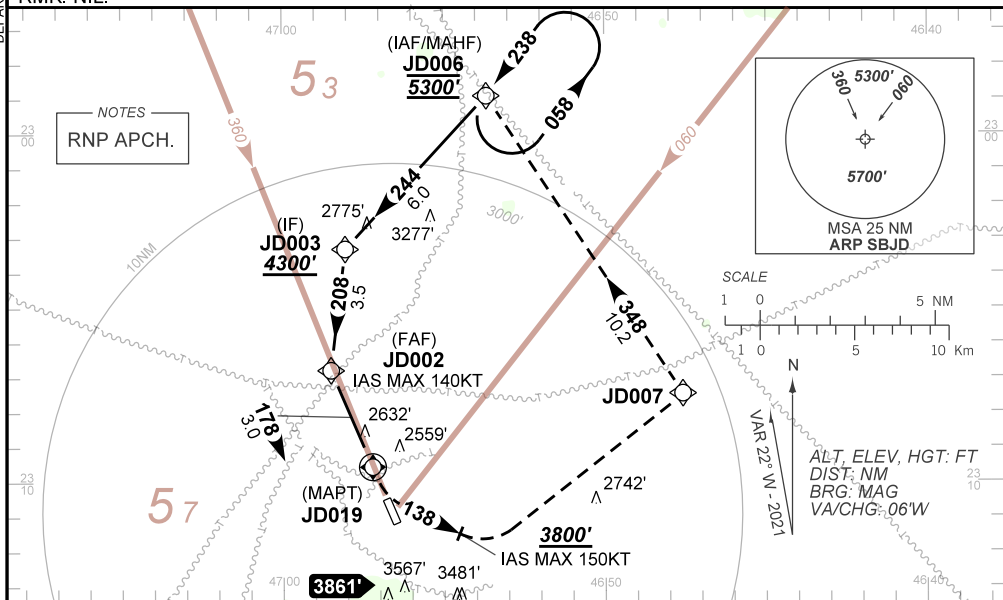 RMK: NIL.
47 00
46 50
46 40
(IAF/MAHF)
JD006
5300'
238
058
5 3
NOTES
RNP APCH.
23
00
23
00
360
060
360
5300'
060
5700'
MSA 25 NM
ARP SBJD
244
6.0
2775'
3277'
3000'
(IF)
JD003
4300'
10NM
208
3.5
SCALE
1 0 5 NM
1 0 5 10 Km
348
10.2
(FAF)
JD002
IAS MAX 140KT
N
JD007
VAR 22° W - 2021
178
3.0
2632'
2559'
ALT, ELEV, HGT: FT
DIST: NM
BRG: MAG
VA/CHG: 06'W
23
10
23
10
2742'
(MAPT)
JD019
5 7
138
3800'
IAS MAX 150KT
3861'
3567'
3481'
47 00
46 50
46 40